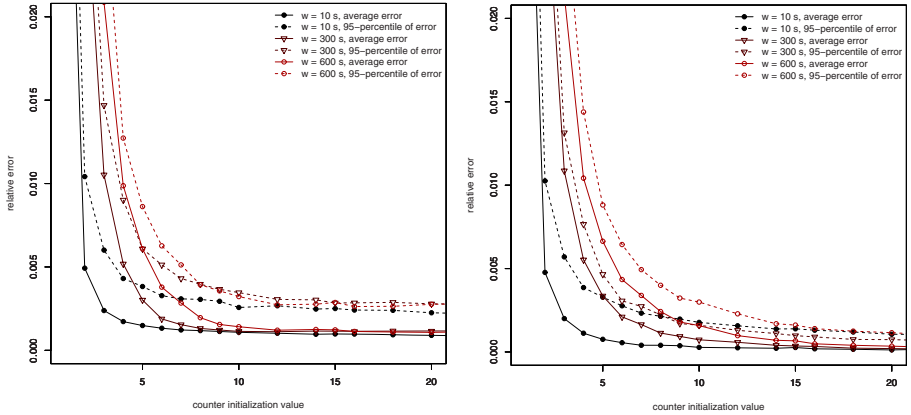 w = 10 s, average error
w = 10 s, 95−percentile of error
w = 300 s, average error
w = 300 s, 95−percentile of error
w = 600 s, average error
w = 600 s, 95−percentile of error
0.020
0.015
0.010
0.005
0.000
relative error
5
10
15
20
counter initialization value
w = 10 s, average error
w = 10 s, 95−percentile of error
w = 300 s, average error
w = 300 s, 95−percentile of error
w = 600 s, average error
w = 600 s, 95−percentile of error
0.020
0.015
0.010
0.005
0.000
relative error
5
10
15
20
counter initialization value